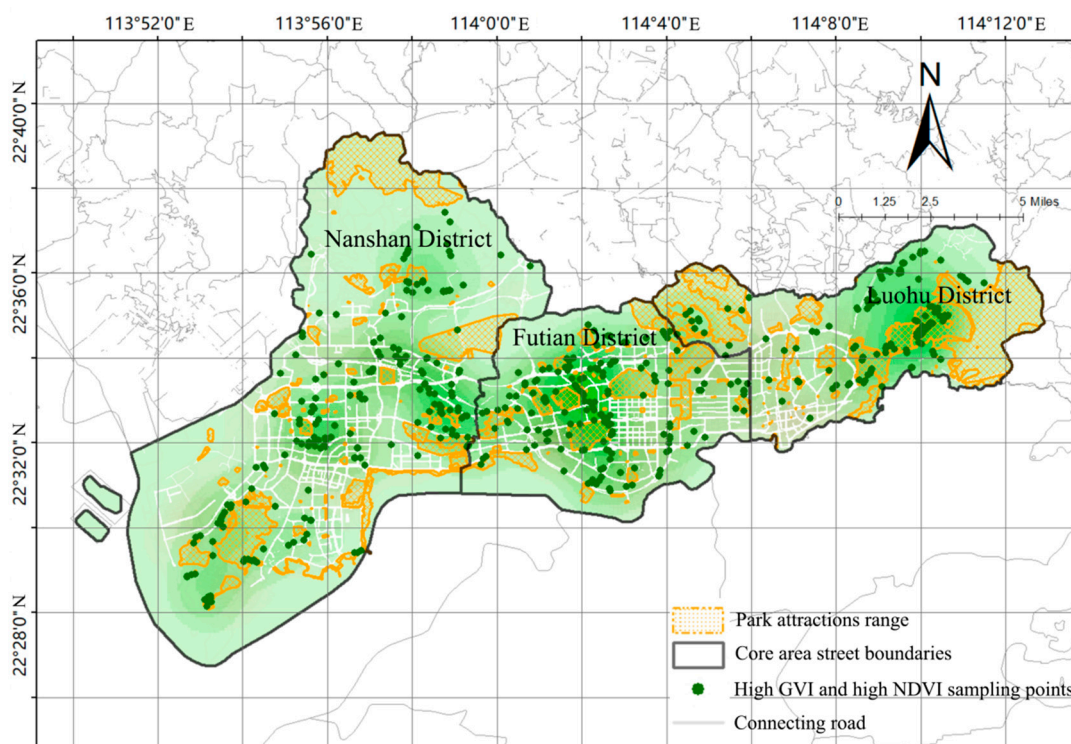 113°52'0"E 113°56'0"E 114°0'0"E 114°4'0"E 114°8'0"E 114°12'0"E
22°40'0"N
22°36'0"N
22°32'0"N
22°28'0"N
N
0 1.25 2.5 5 Miles
Nanshan District
Luohu District
Futian District
Park attractions range
Core area street boundaries
High GVI and high NDVI sampling points
Connecting road